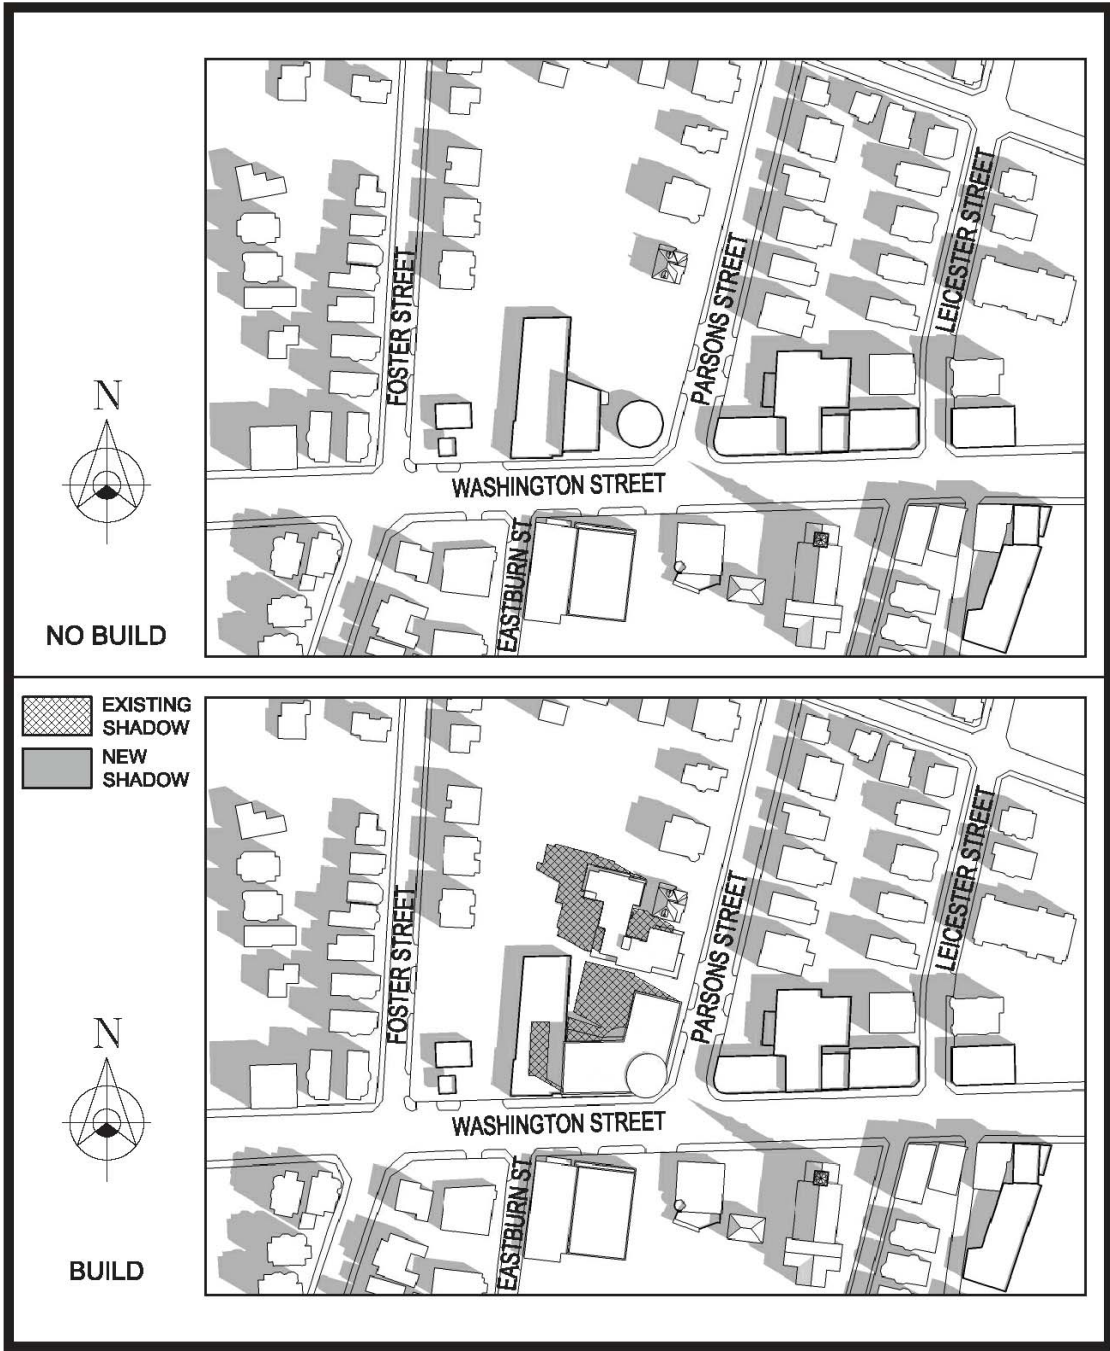 FOSTER STREET
PARSONS STREET
LEICESTER STREET
N
WASHINGTON STREET
EASTBURN ST
NO BUILD
EXISTING
SHADOW
NEW
SHADOW
FOSTER STREET
PARSONS STREET
LEICESTER STREET
N
WASHINGTON STREET
EASTBURN ST
BUILD